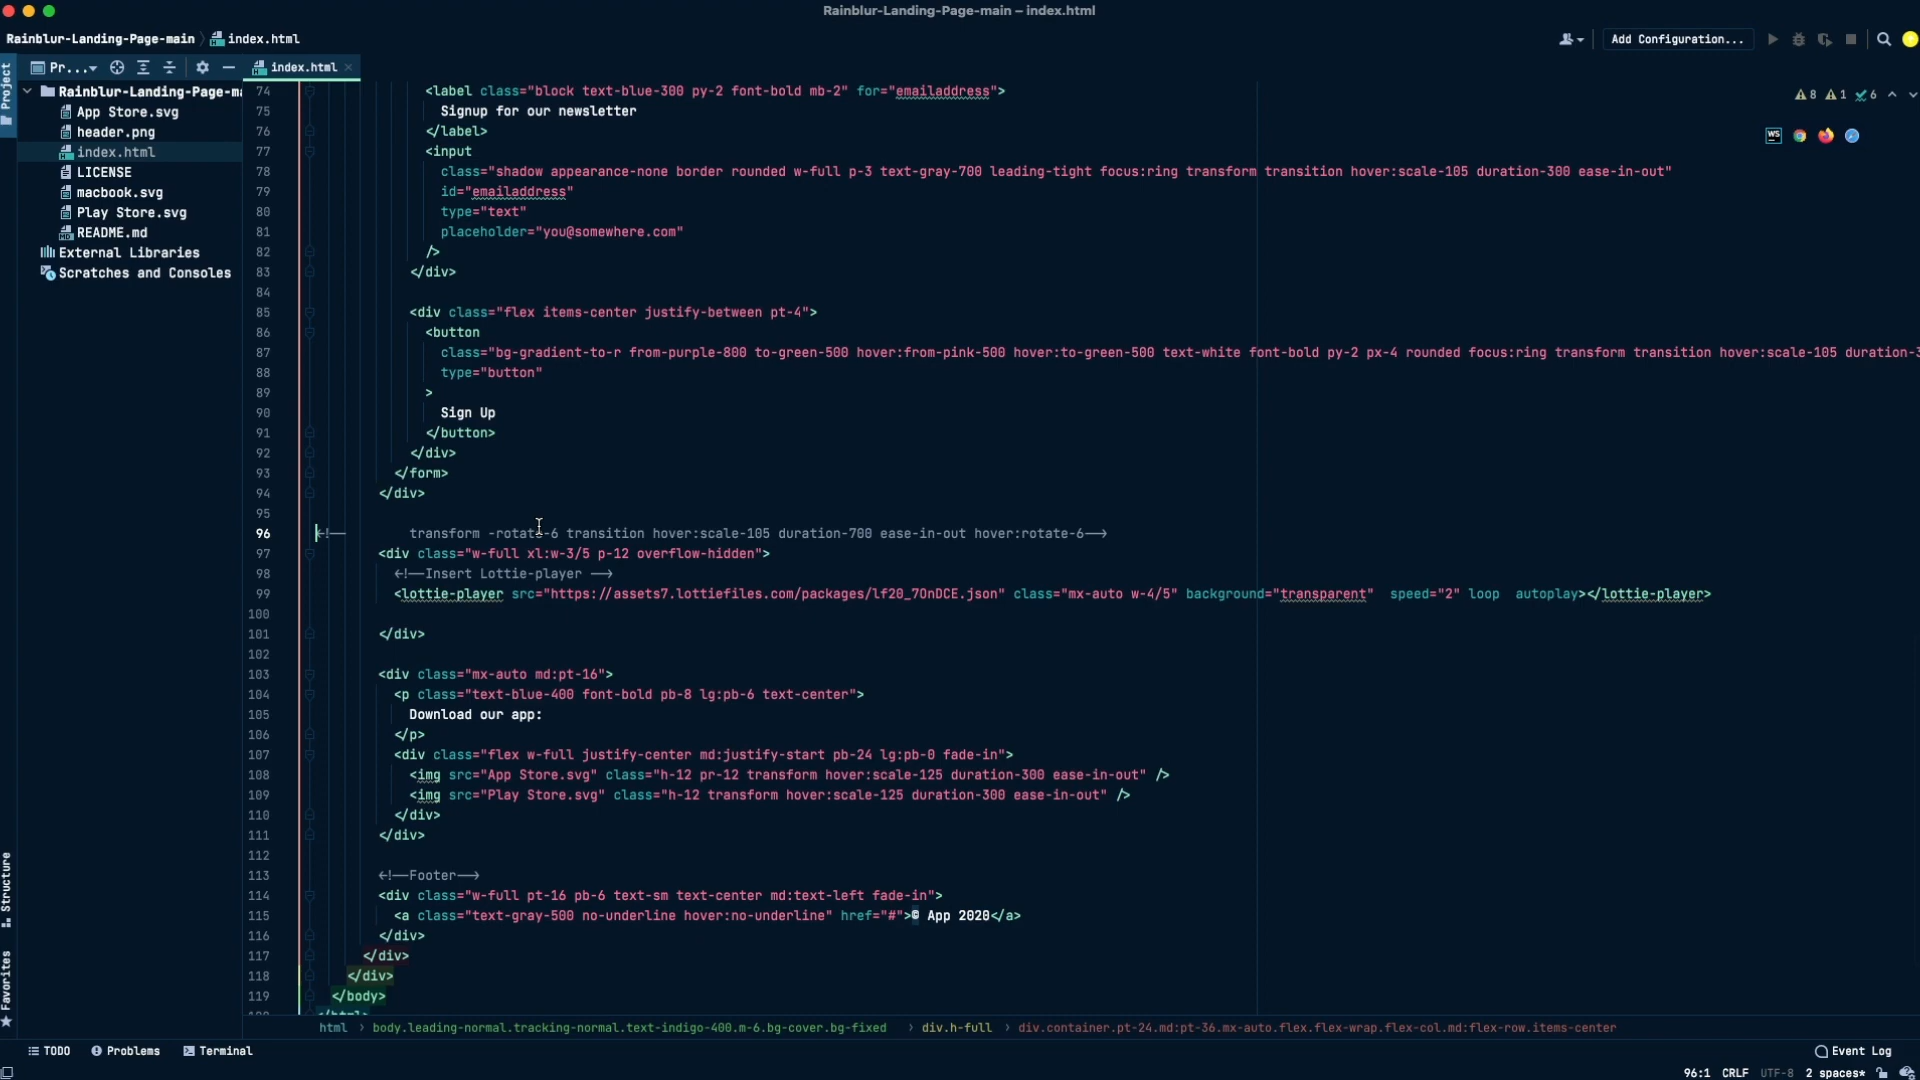 Rainblur-Landing-Page-main – index.html
Rainblur-Landing-Page-main index.html
Add Configuration...
Pr...
index.html
Project
Rainblur-Landing-Page-ma
App Store.svg
header.png
index.html
LICENSE
macbook.svg
Play Store.svg
README.md
External Libraries
Scratches and Consoles
8 1 6
WS
74 <label class="block text-blue-300 py-2 font-bold mb-2" for="emailaddress">
75 Signup for our newsletter
76 </label>
77 <input
78 class="shadow appearance-none border rounded w-full p-3 text-gray-700 leading-tight focus:ring transform transition hover:scale-105 duration-300 ease-in-out"
79 id="emailaddress"
80 type="text"
81 placeholder="you@somewhere.com"
82 />
83 </div>
84
85 <div class="flex items-center justify-between pt-4">
86 <button
87 class="bg-gradient-to-r from-purple-800 to-green-500 hover:from-pink-500 hover:to-green-500 text-white font-bold py-2 px-4 rounded focus:ring transform transition hover:scale-105 duration-3
88 type="button"
89 >
90 Sign Up
91 </button>
92 </div>
93 </form>
94 </div>
95
96 <!-- transform -rotate-6 transition hover:scale-105 duration-700 ease-in-out hover:rotate-6-->
97 <div class="w-full xl:w-3/5 p-12 overflow-hidden">
98 <!--Insert Lottie-player -->
99 <lottie-player src="https://assets7.lottiefiles.com/packages/lf20_7OnDCE.json" class="mx-auto w-4/5" background="transparent" speed="2" loop autoplay></lottie-player>
100
101 </div>
102
103 <div class="mx-auto md:pt-16">
104 <p class="text-blue-400 font-bold pb-8 lg:pb-6 text-center">
105 Download our app:
106 </p>
107 <div class="flex w-full justify-center md:justify-start pb-24 lg:pb-0 fade-in">
108 <img src="App Store.svg" class="h-12 pr-12 transform hover:scale-125 duration-300 ease-in-out" />
109 <img src="Play Store.svg" class="h-12 transform hover:scale-125 duration-300 ease-in-out" />
110 </div>
111 </div>
112
113 <!--Footer-->
114 <div class="w-full pt-16 pb-6 text-sm text-center md:text-left fade-in">
115 <a class="text-gray-500 no-underline hover:no-underline" href="#">© App 2020</a>
116 </div>
117 </div>
118 </div>
119 </body>
Structure
Favorites
html › body.leading-normal.tracking-normal.text-indigo-400.m-6.bg-cover.bg-fixed › div.h-full › div.container.pt-24.md:pt-36.mx-auto.flex.flex-wrap.flex-col.md:flex-row.items-center
TODO Problems Terminal
Event Log
96:1 CRLF UTF-8 2 spaces*